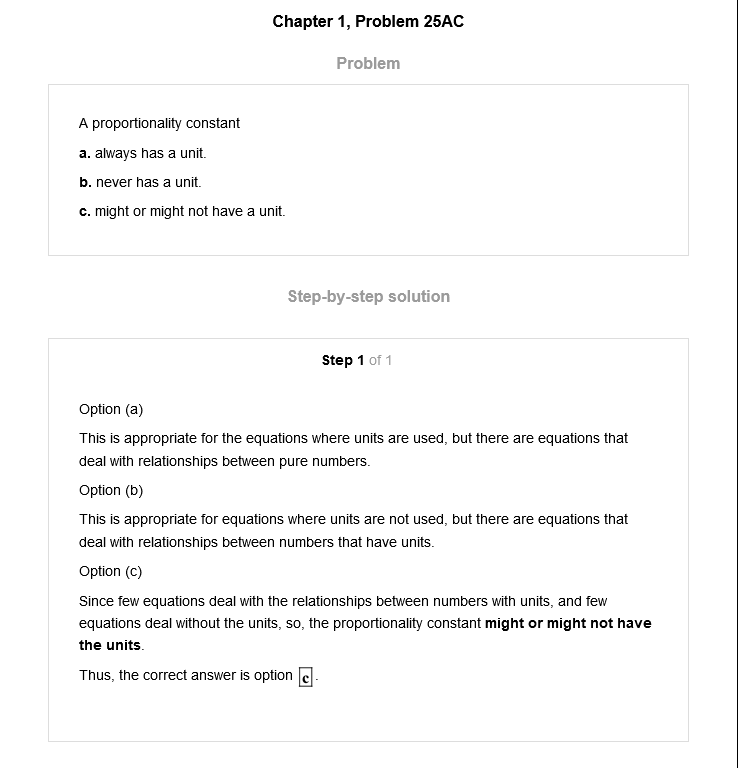 Chapter 1, Problem 25AC
Problem
A proportionality constant
a. always has a unit.
b. never has a unit.
c. might or might not have a unit.
Step-by-step solution
Step 1 of 1
Option (a)
This is appropriate for the equations where units are used, but there are equations that
deal with relationships between pure numbers.
Option (b)
This is appropriate for equations where units are not used, but there are equations that
deal with relationships between numbers that have units.
Option (c)
Since few equations deal with the relationships between numbers with units, and few
equations deal without the units, so, the proportionality constant might or might not have
the units.
Thus, the correct answer is option c.